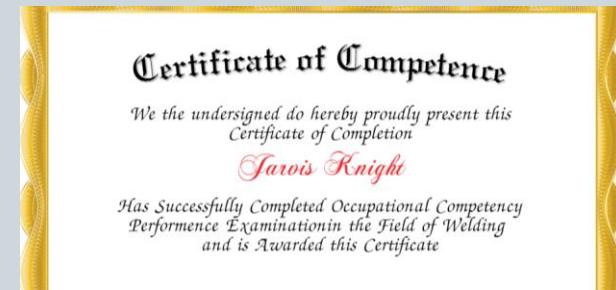 Certificate of Competence
We the undersigned do hereby proudly present this
Certificate of Completion
Jarvis Knight
Has Successfully Completed Occupational Competency
Performence Examinationin the Field of Welding
and is Awarded this Certificate